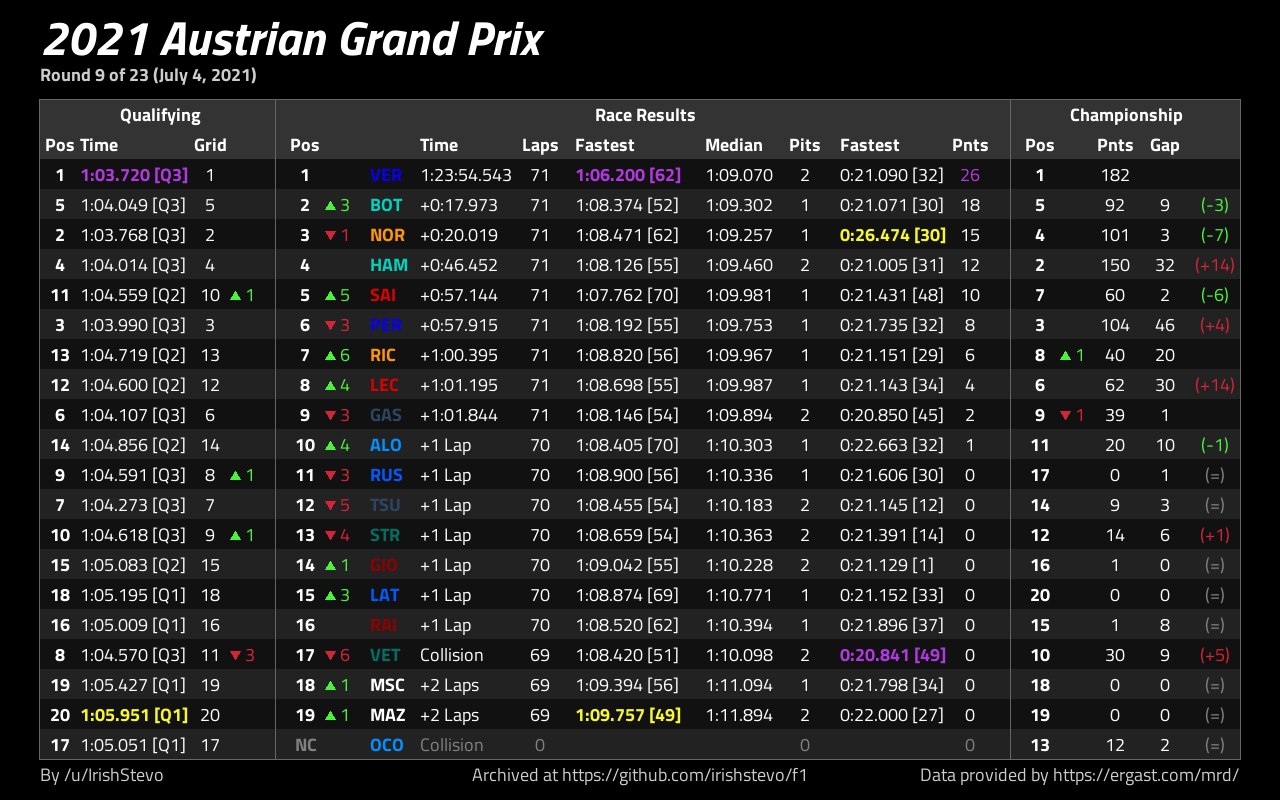 2021 Austrian Grand Prix
Round 9 of 23 (July 4, 2021)
Qualifying Race Results Championship
Pos Time Grid Pos Time Laps Fastest Median Pits Fastest Pnts Pos Pnts Gap
1 1:03.720 [Q3] 1 1 VER 1:23:54.543 71 1:06.200 [62] 1:09.070 2 0:21.090 [32] 26 1 182
5 1:04.049 [Q3] 5 2 ▲3 BOT +0:17.973 71 1:08.374 [52] 1:09.302 1 0:21.071 [30] 18 5 92 9 (-3)
2 1:03.768 [Q3] 2 3 ▼1 NOR +0:20.019 71 1:08.471 [62] 1:09.257 1 0:26.474 [30] 15 4 101 3 (-7)
4 1:04.014 [Q3] 4 4 HAM +0:46.452 71 1:08.126 [55] 1:09.460 2 0:21.005 [31] 12 2 150 32 (+14)
11 1:04.559 [Q2] 10 ▲1 5 ▲5 SAI +0:57.144 71 1:07.762 [70] 1:09.981 1 0:21.431 [48] 10 7 60 2 (-6)
3 1:03.990 [Q3] 3 6 ▼3 PER +0:57.915 71 1:08.192 [55] 1:09.753 1 0:21.735 [32] 8 3 104 46 (+4)
13 1:04.719 [Q2] 13 7 ▲6 RIC +1:00.395 71 1:08.820 [56] 1:09.967 1 0:21.151 [29] 6 8 ▲1 40 20
12 1:04.600 [Q2] 12 8 ▲4 LEC +1:01.195 71 1:08.698 [55] 1:09.987 1 0:21.143 [34] 4 6 62 30 (+14)
6 1:04.107 [Q3] 6 9 ▼3 GAS +1:01.844 71 1:08.146 [54] 1:09.894 2 0:20.850 [45] 2 9 ▼1 39 1
14 1:04.856 [Q2] 14 10 ▲4 ALO +1 Lap 70 1:08.405 [70] 1:10.303 1 0:22.663 [32] 1 11 20 10 (-1)
9 1:04.591 [Q3] 8 ▲1 11 ▼3 RUS +1 Lap 70 1:08.900 [56] 1:10.336 1 0:21.606 [30] 0 17 0 1 (=)
7 1:04.273 [Q3] 7 12 ▼5 TSU +1 Lap 70 1:08.455 [54] 1:10.183 2 0:21.145 [12] 0 14 9 3 (=)
10 1:04.618 [Q3] 9 ▲1 13 ▼4 STR +1 Lap 70 1:08.659 [54] 1:10.363 2 0:21.391 [14] 0 12 14 6 (+1)
15 1:05.083 [Q2] 15 14 ▲1 GIO +1 Lap 70 1:09.042 [55] 1:10.228 2 0:21.129 [1] 0 16 1 0 (=)
18 1:05.195 [Q1] 18 15 ▲3 LAT +1 Lap 70 1:08.874 [69] 1:10.771 1 0:21.152 [33] 0 20 0 0 (=)
16 1:05.009 [Q1] 16 16 RAI +1 Lap 70 1:08.520 [62] 1:10.394 1 0:21.896 [37] 0 15 1 8 (=)
8 1:04.570 [Q3] 11 ▼3 17 ▼6 VET Collision 69 1:08.420 [51] 1:10.098 2 0:20.841 [49] 0 10 30 9 (+5)
19 1:05.427 [Q1] 19 18 ▲1 MSC +2 Laps 69 1:09.394 [56] 1:11.094 1 0:21.798 [34] 0 18 0 0 (=)
20 1:05.951 [Q1] 20 19 ▲1 MAZ +2 Laps 69 1:09.757 [49] 1:11.894 2 0:22.000 [27] 0 19 0 0 (=)
17 1:05.051 [Q1] 17 NC OCO Collision 0 0 0 13 12 2 (=)
By /u/IrishStevo Archived at https://github.com/irishstevo/f1 Data provided by https://ergast.com/mrd/